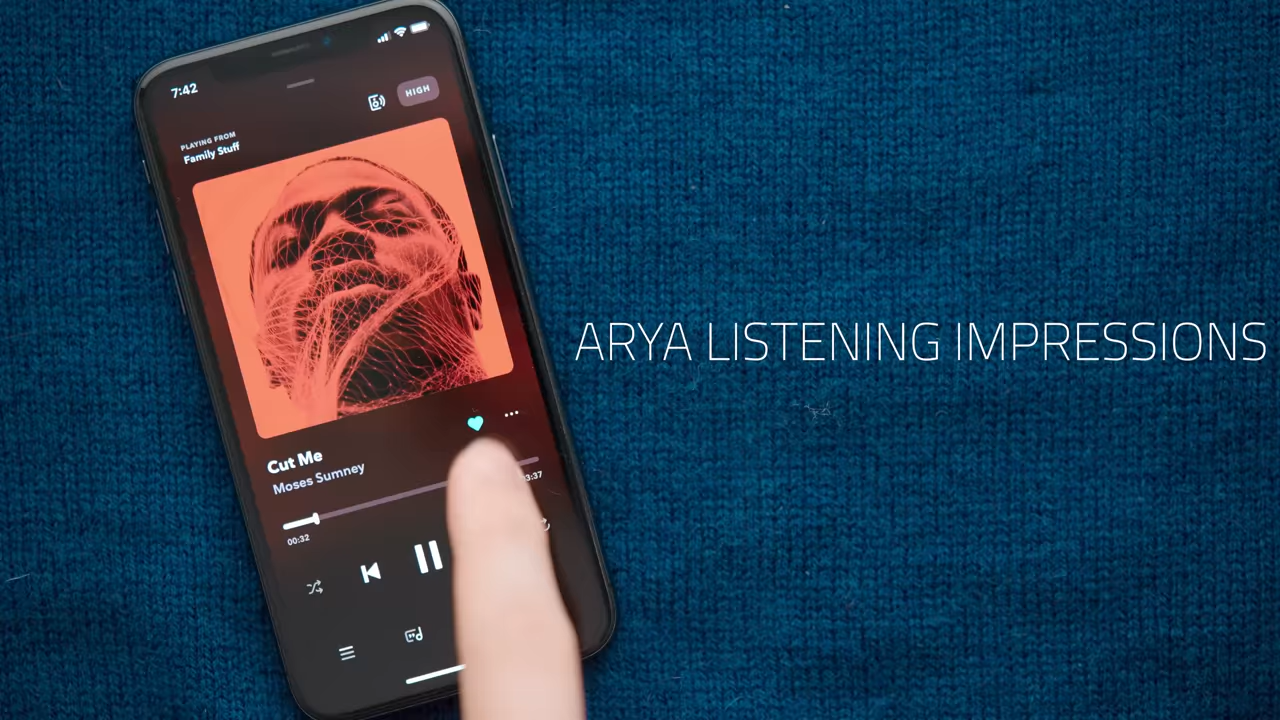 7:42
HIGH
PLAYING FROM
Family Stuff
Cut Me
Moses Sumney
3:37
00:32
ARYA LISTENING IMPRESSIONS